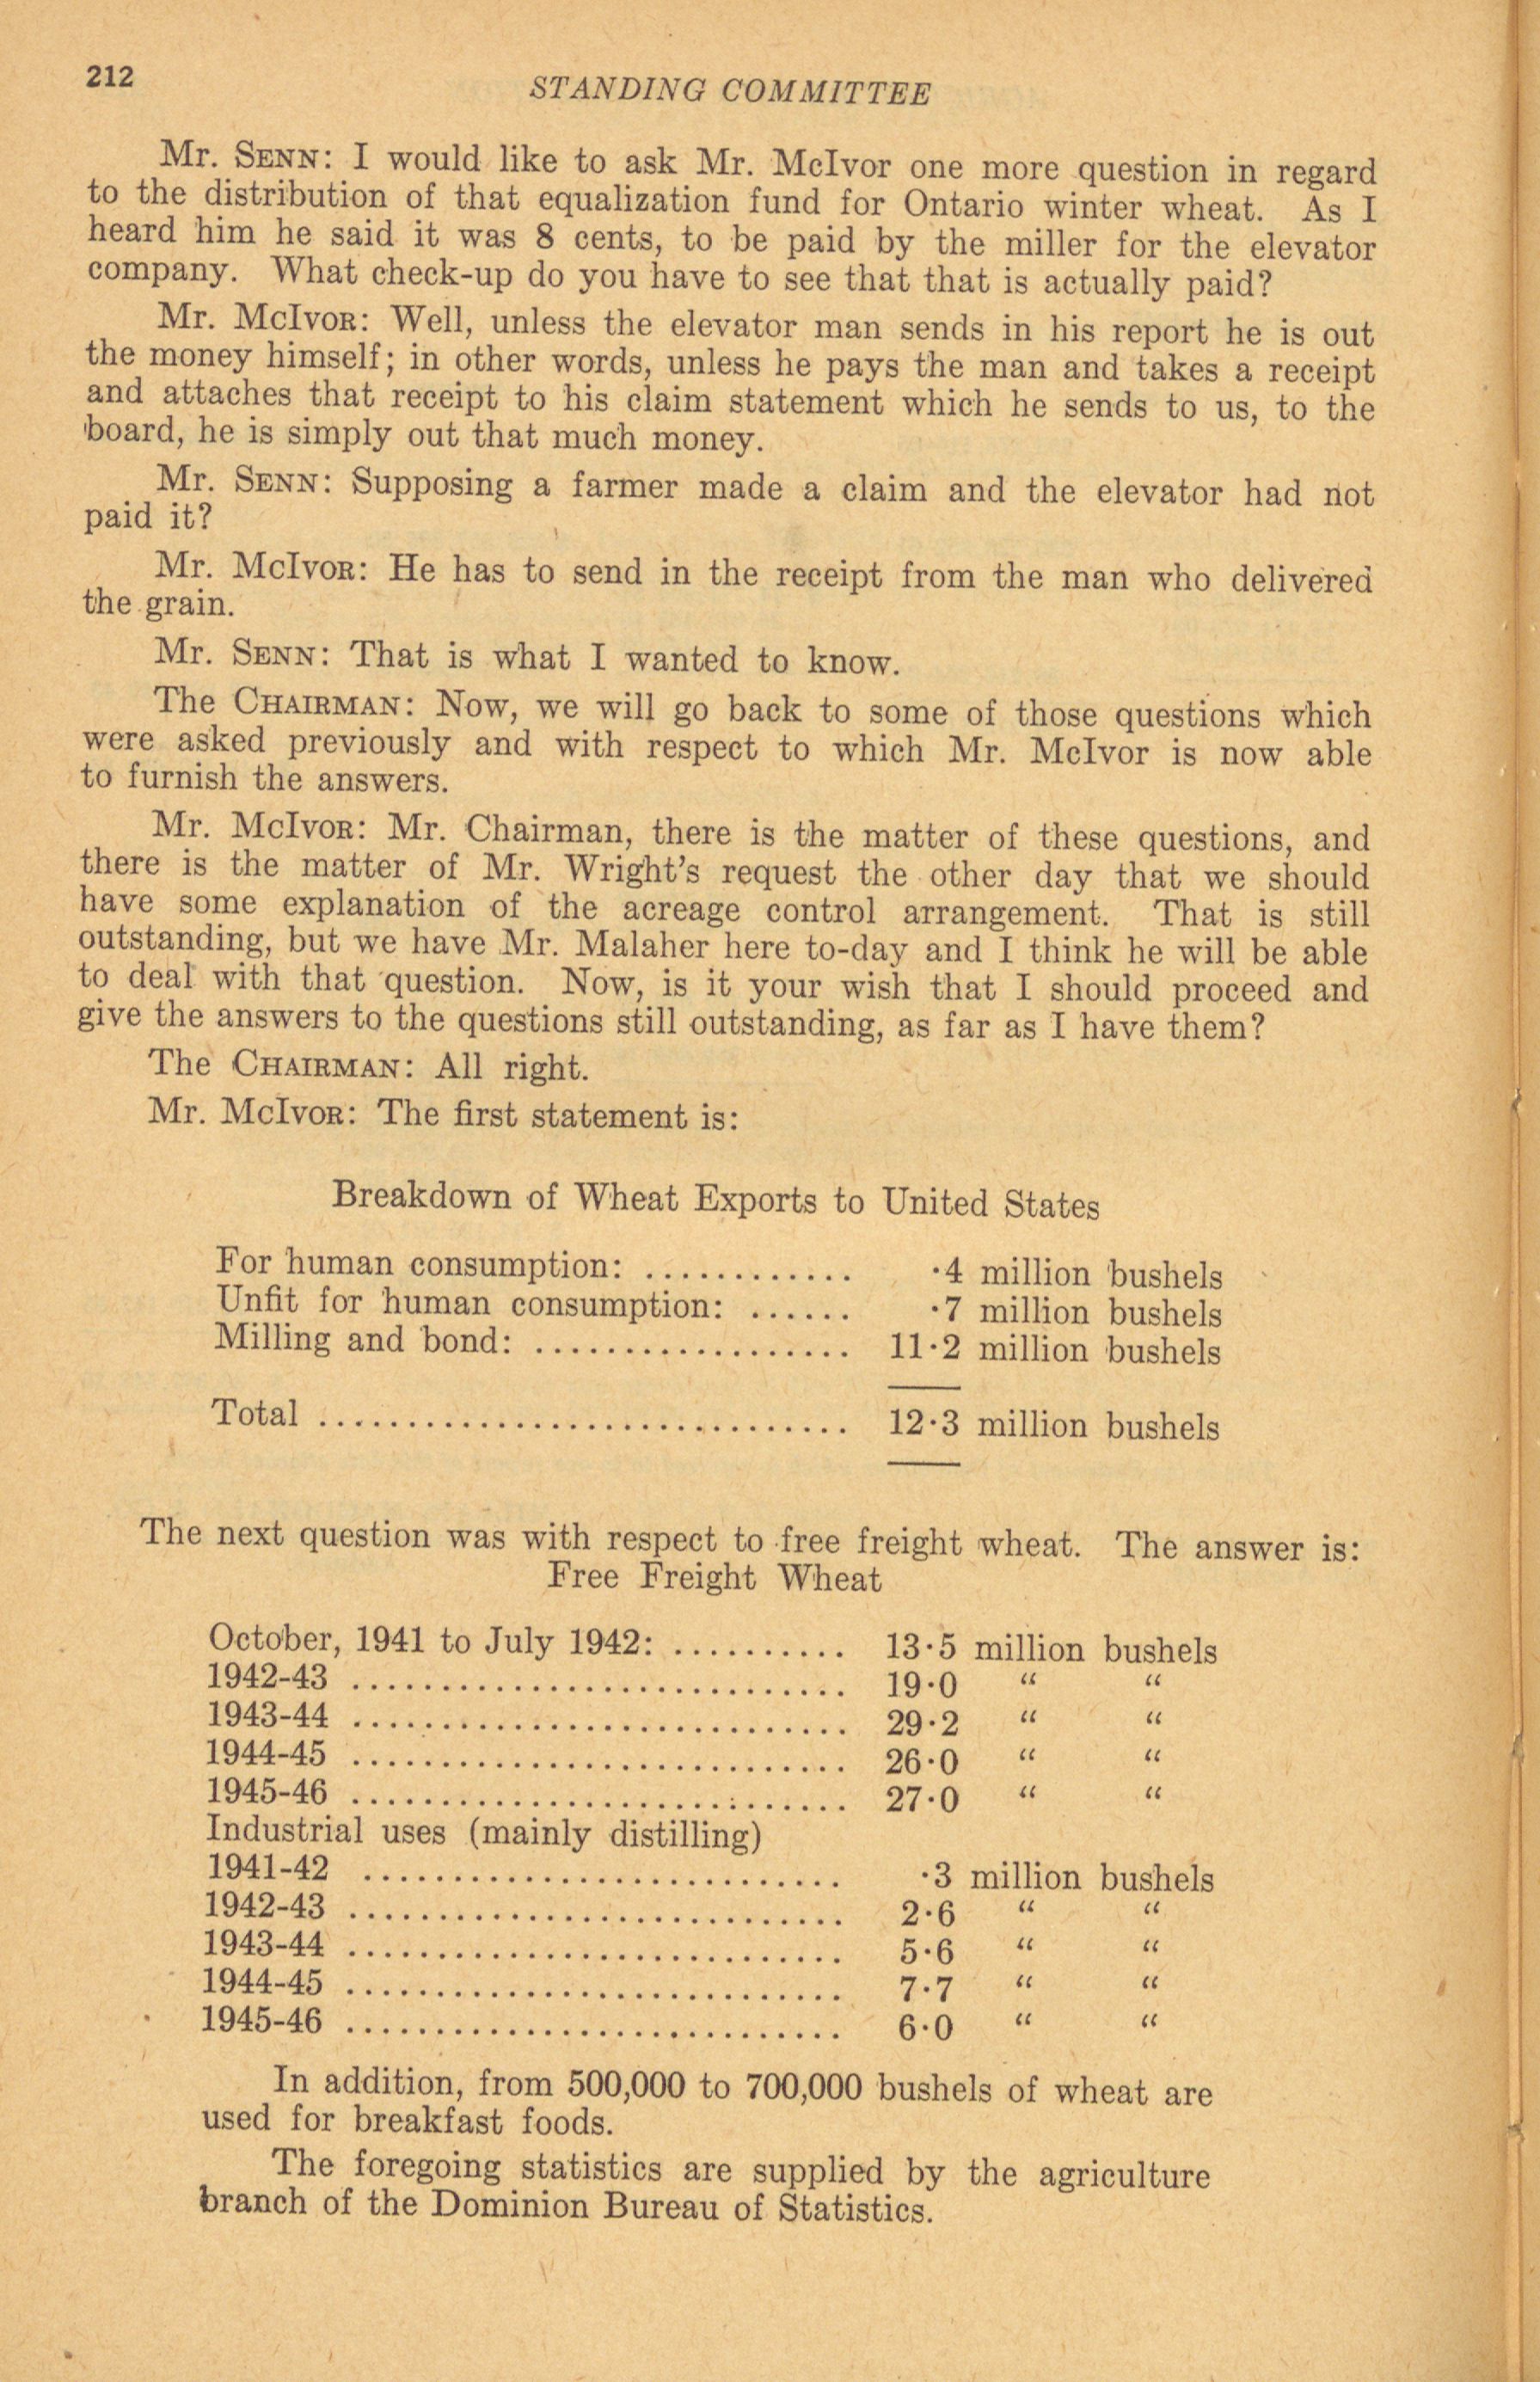 212
STANDING COMMITTEE
Mr. SENN: I would like to ask Mr. McIvor one more question in regard
to the distribution of that equalization fund for Ontario winter wheat. As I
heard him he said it was 8 cents, to be paid by the miller for the elevator
company. What check-up do you have to see that that is actually paid?
Mr. McIVOR: Well, unless the elevator man sends in his report he is out
the money himself; in other words, unless he pays the man and takes a receipt
and attaches that receipt to his claim statement which he sends to us, to the
board, he is simply out that much money.
Mr. SENN: Supposing a farmer made a claim and the elevator had not
paid it?
Mr. McIVOR: He has to send in the receipt from the man who delivered
the grain.
Mr. SENN: That is what I wanted to know.
The CHAIRMAN: Now, we will go back to some of those questions which
were asked previously and with respect to which Mr. McIvor is now able
to furnish the answers.
Mr. McIVOR: Mr. Chairman, there is the matter of these questions, and
there is the matter of Mr. Wright's request the other day that we should
have some explanation of the acreage control arrangement. That is still
outstanding, but we have Mr. Malaher here to-day and I think he will be able
to deal with that question. Now, is it your wish that I should proceed and
give the answers to the questions still outstanding, as far as I have them?
The CHAIRMAN: All right.
Mr. McIVOR: The first statement is:
Breakdown of Wheat Exports to United States
For human consumption: ............ ·4 million bushels
Unfit for human consumption: ...... ·7 million bushels
Milling and bond: .................. 11·2 million bushels
Total .............................. 12·3 million bushels
The next question was with respect to free freight wheat. The answer is:
Free Freight Wheat
October, 1941 to July 1942: .......... 13·5 million bushels
1942-43 ............................ 19·0 " "
1943-44 ............................ 29·2 " "
1944-45 ............................ 26·0 " "
1945-46 ............................ 27·0 " "
Industrial uses (mainly distilling)
1941-42 ........................... ·3 million bushels
1942-43 ............................ 2·6 " "
1943-44 ............................ 5·6 " "
1944-45 ............................ 7·7 " "
1945-46 ............................ 6·0 " "
In addition, from 500,000 to 700,000 bushels of wheat are
used for breakfast foods.
The foregoing statistics are supplied by the agriculture
branch of the Dominion Bureau of Statistics.